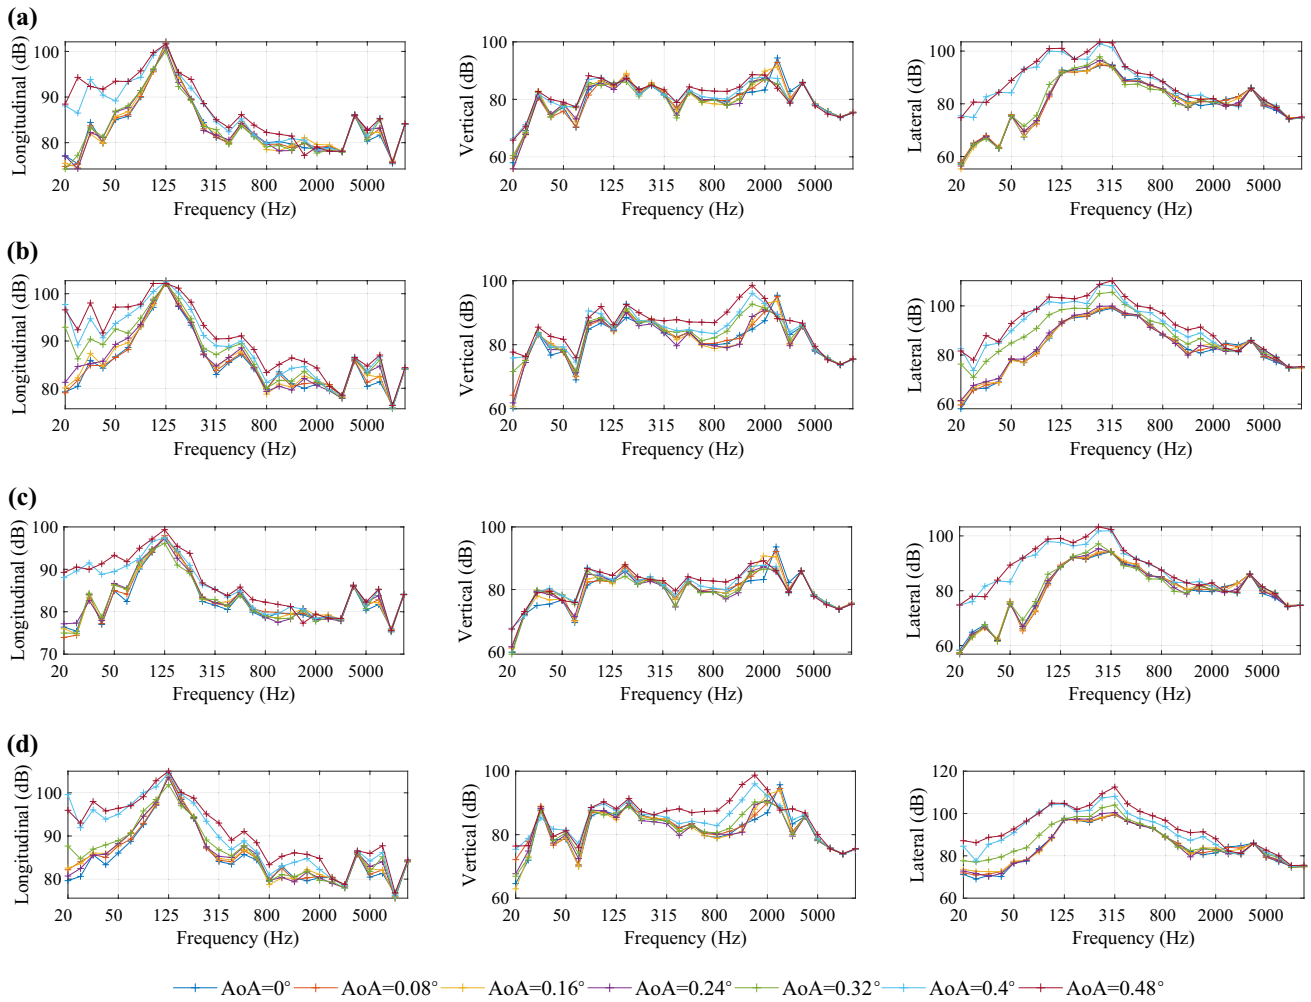 (a)
Longitudinal (dB)
100
90
80
20 50 125 315 800 2000 5000
Frequency (Hz)
Vertical (dB)
100
80
60
20 50 125 315 800 2000 5000
Frequency (Hz)
Lateral (dB)
100
80
60
20 50 125 315 800 2000 5000
Frequency (Hz)
(b)
Longitudinal (dB)
100
90
80
20 50 125 315 800 2000 5000
Frequency (Hz)
Vertical (dB)
100
80
60
20 50 125 315 800 2000 5000
Frequency (Hz)
Lateral (dB)
100
80
60
20 50 125 315 800 2000 5000
Frequency (Hz)
(c)
Longitudinal (dB)
100
90
80
70
20 50 125 315 800 2000 5000
Frequency (Hz)
Vertical (dB)
100
80
60
20 50 125 315 800 2000 5000
Frequency (Hz)
Lateral (dB)
100
80
60
20 50 125 315 800 2000 5000
Frequency (Hz)
(d)
Longitudinal (dB)
100
90
80
20 50 125 315 800 2000 5000
Frequency (Hz)
Vertical (dB)
100
80
60
20 50 125 315 800 2000 5000
Frequency (Hz)
Lateral (dB)
120
100
80
60
20 50 125 315 800 2000 5000
Frequency (Hz)
AoA=0° AoA=0.08° AoA=0.16° AoA=0.24° AoA=0.32° AoA=0.4° AoA=0.48°